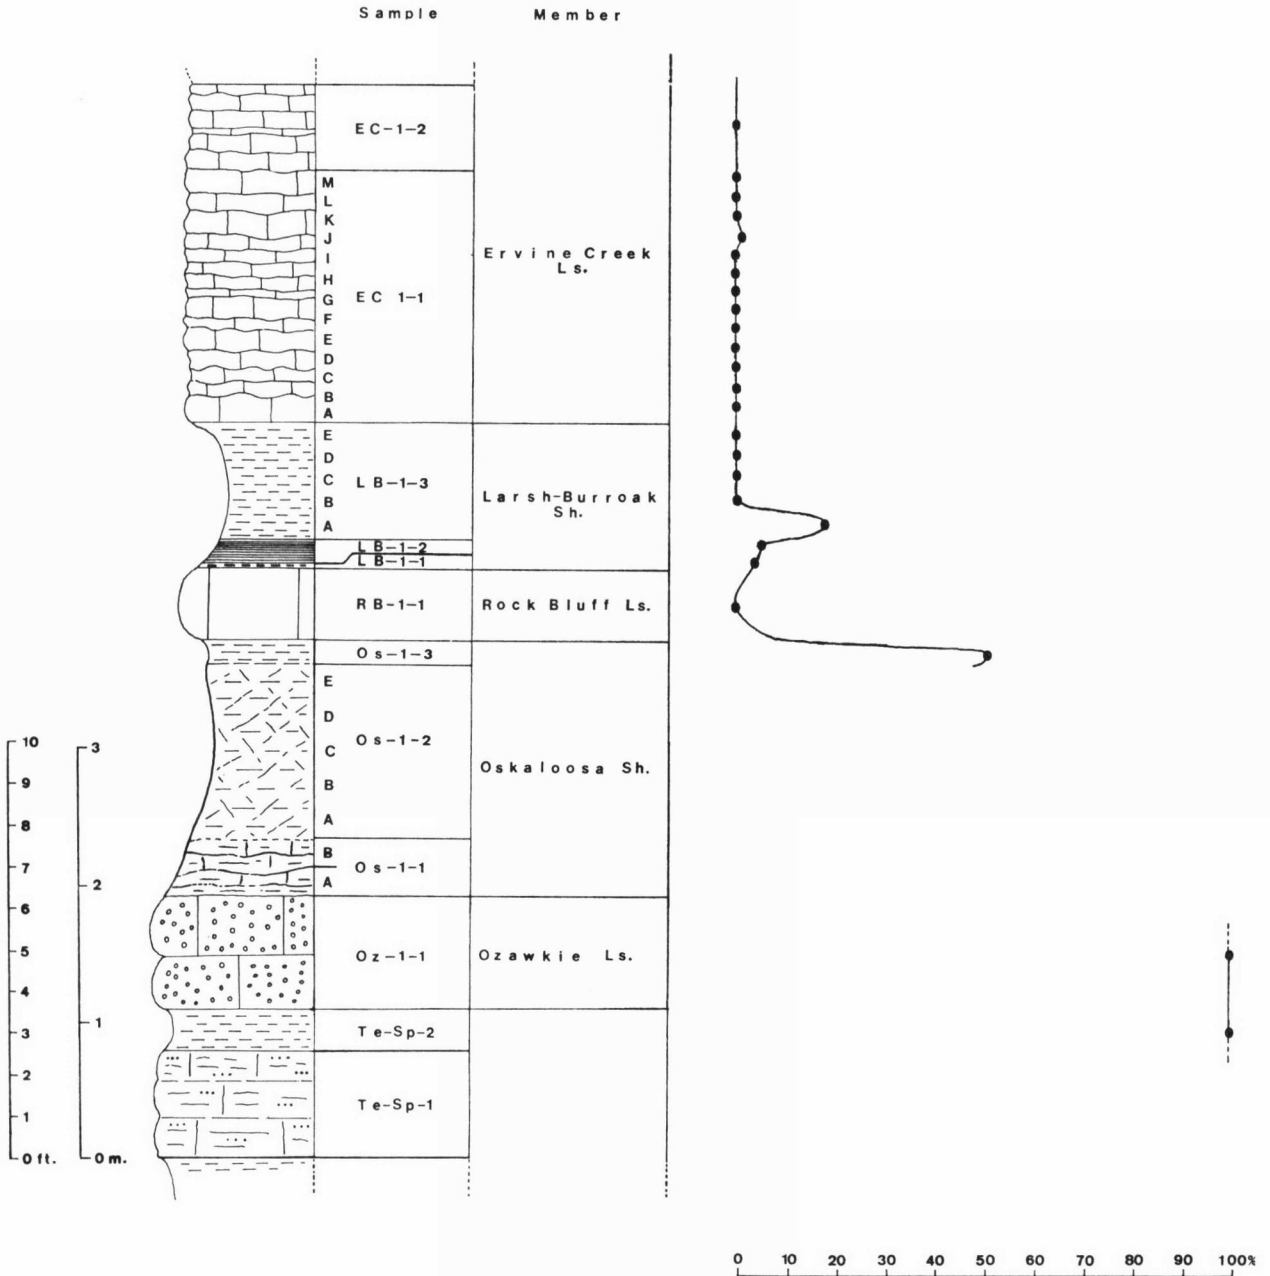 Sample Member
EC-1-2
M
L
K
J
I
H
G
F
E
D
C
B
A
EC 1-1
Ervine Creek
Ls.
E
D
C
B
A
LB-1-3
LB-1-2
LB-1-1
Larsh-Burroak
Sh.
RB-1-1
Rock Bluff Ls.
Os-1-3
E
D
C
B
A
Os-1-2
Oskaloosa Sh.
B
A
Os-1-1
Oz-1-1
Ozawkie Ls.
Te-Sp-2
Te-Sp-1
10
9
8
7
6
5
4
3
2
1
0 ft.
3
2
1
0 m.
0 10 20 30 40 50 60 70 80 90 100%